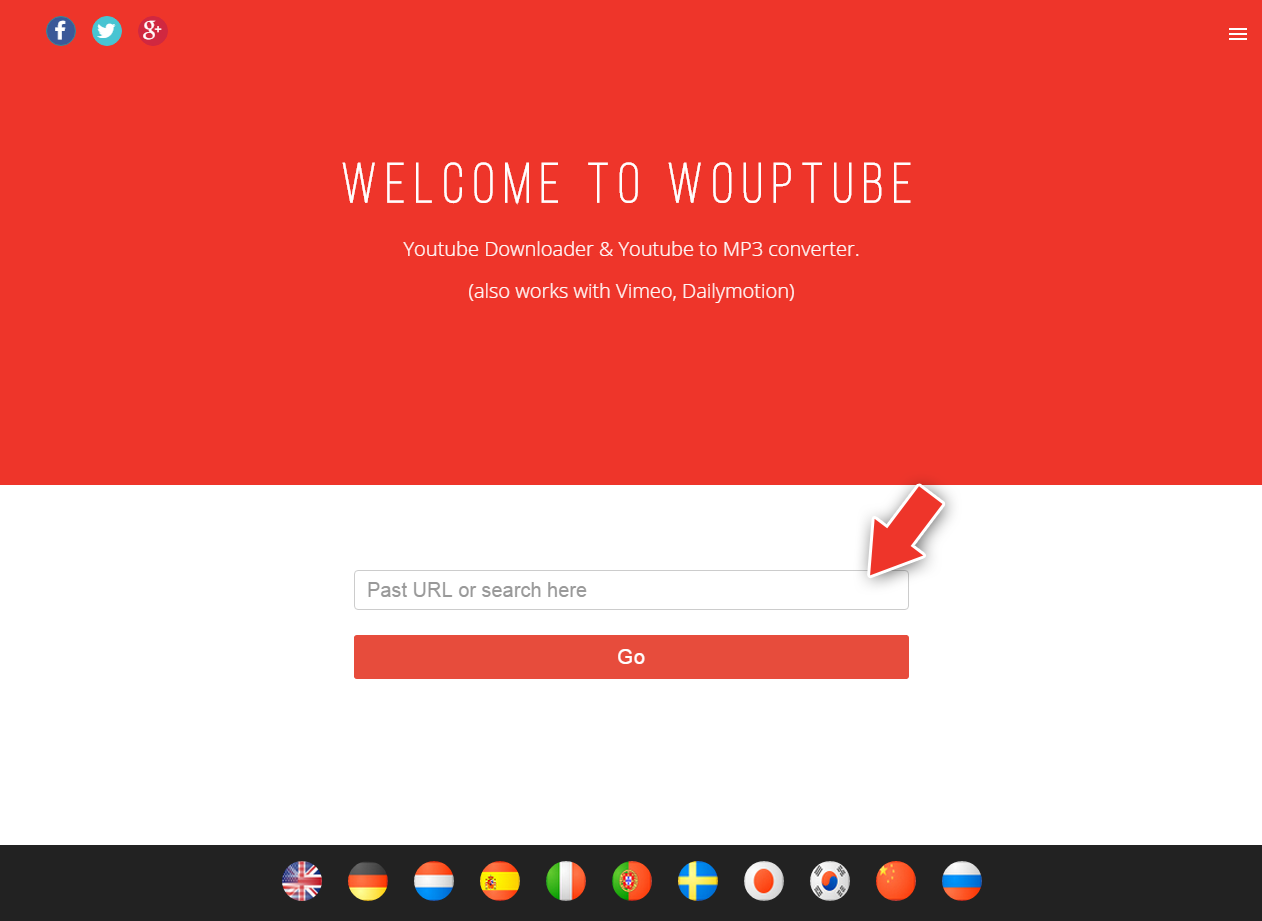 WELCOME TO WOUPTUBE
Youtube Downloader & Youtube to MP3 converter.
(also works with Vimeo, Dailymotion)
Past URL or search here
Go